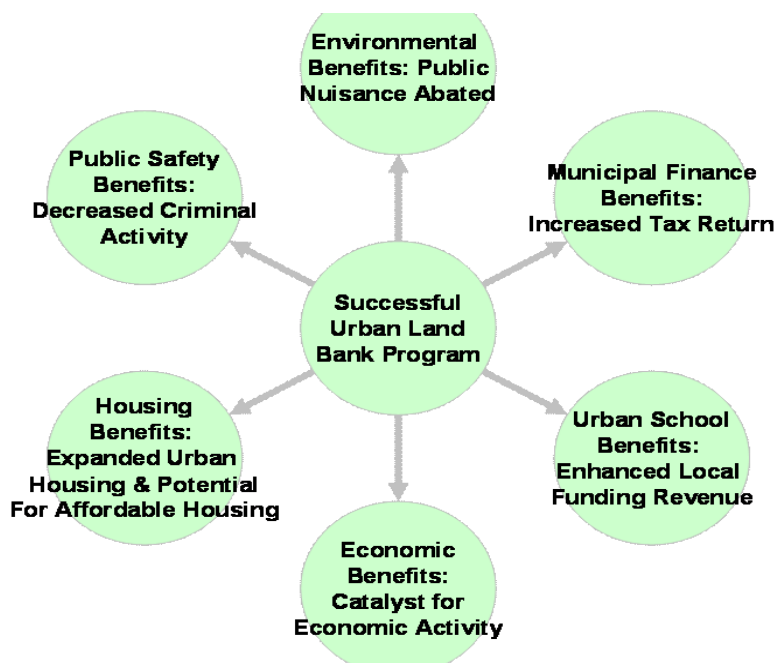 Environmental
Benefits: Public
Nuisance Abated
Public Safety
Benefits:
Decreased Criminal
Activity
Municipal Finance
Benefits:
Increased Tax Return
Successful
Urban Land
Bank Program
Housing
Benefits:
Expanded Urban
Housing & Potential
For Affordable Housing
Urban School
Benefits:
Enhanced Local
Funding Revenue
Economic
Benefits:
Catalyst for
Economic Activity